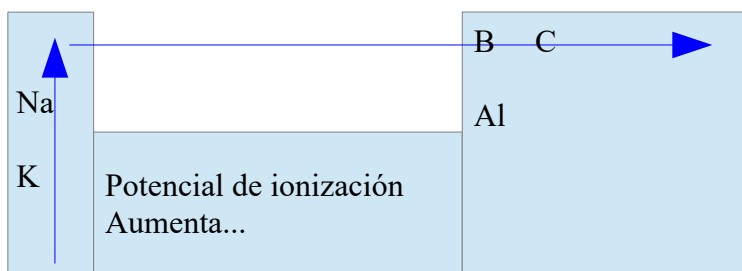 B C
Na
Al
K
Potencial de ionización
Aumenta...